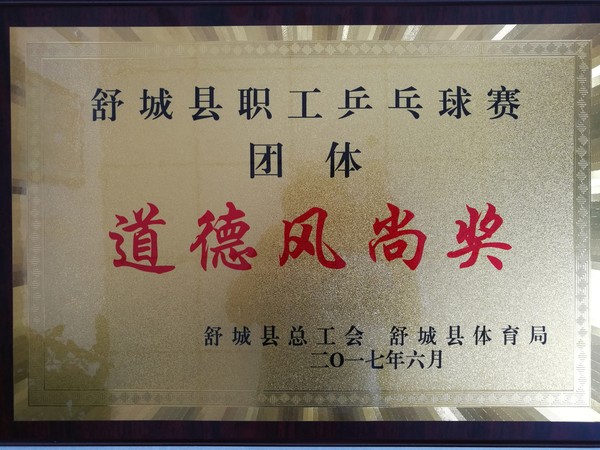 舒城县职工乒乓球赛
团体
道德风尚奖
舒城县总工会 舒城县体育局
二〇一七年六月